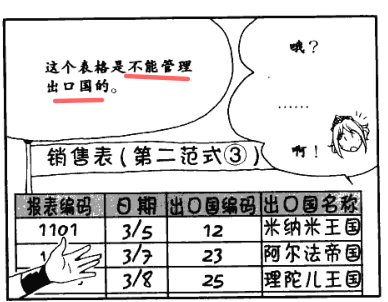 这个表格是不能管理
出口国的。
哦？
……
啊！
销售表（第二范式③）
报表编码 日期 出口国编码 出口国名称
1101 3/5 12 米纳米王国
3/7 23 阿尔法帝国
3/8 25 理陀儿王国